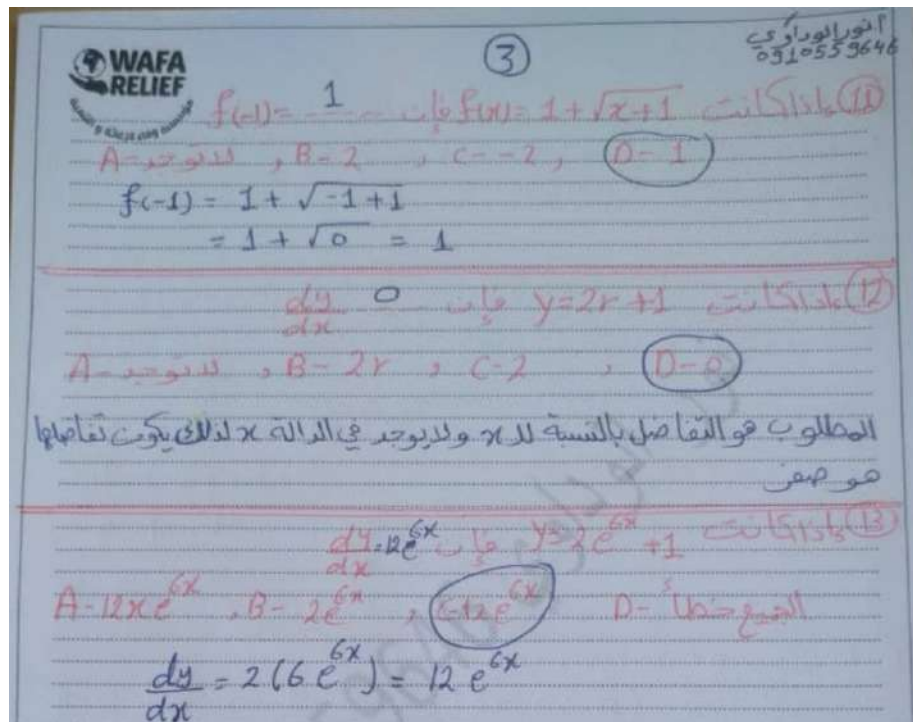 WAFA RELIEF
3
أنور الوداوي
0910559646
11 إذا كانت f(x)= 1+√x+1 فإن f(-1)= 1
A- لا توجد , B- 2 , C- -2 , D- 1
f(-1) = 1 + √-1+1
= 1 + √0 = 1
12 إذا كانت y=2r+1 فإن dy/dx 0
A- لا توجد , B- 2r , C- 2 , D- 0
المطلوب هو التفاضل بالنسبة لل x ولا يوجد في الدالة x لذلك يكون تفاضلها
هو صفر
13 إذا كانت y=2e^6x+1 فإن dy/dx=12e^6x
A- 12xe^6x , B- 2e^6x , C- 12e^6x D- الجميع خطأ
dy/dx = 2(6e^6x) = 12e^6x